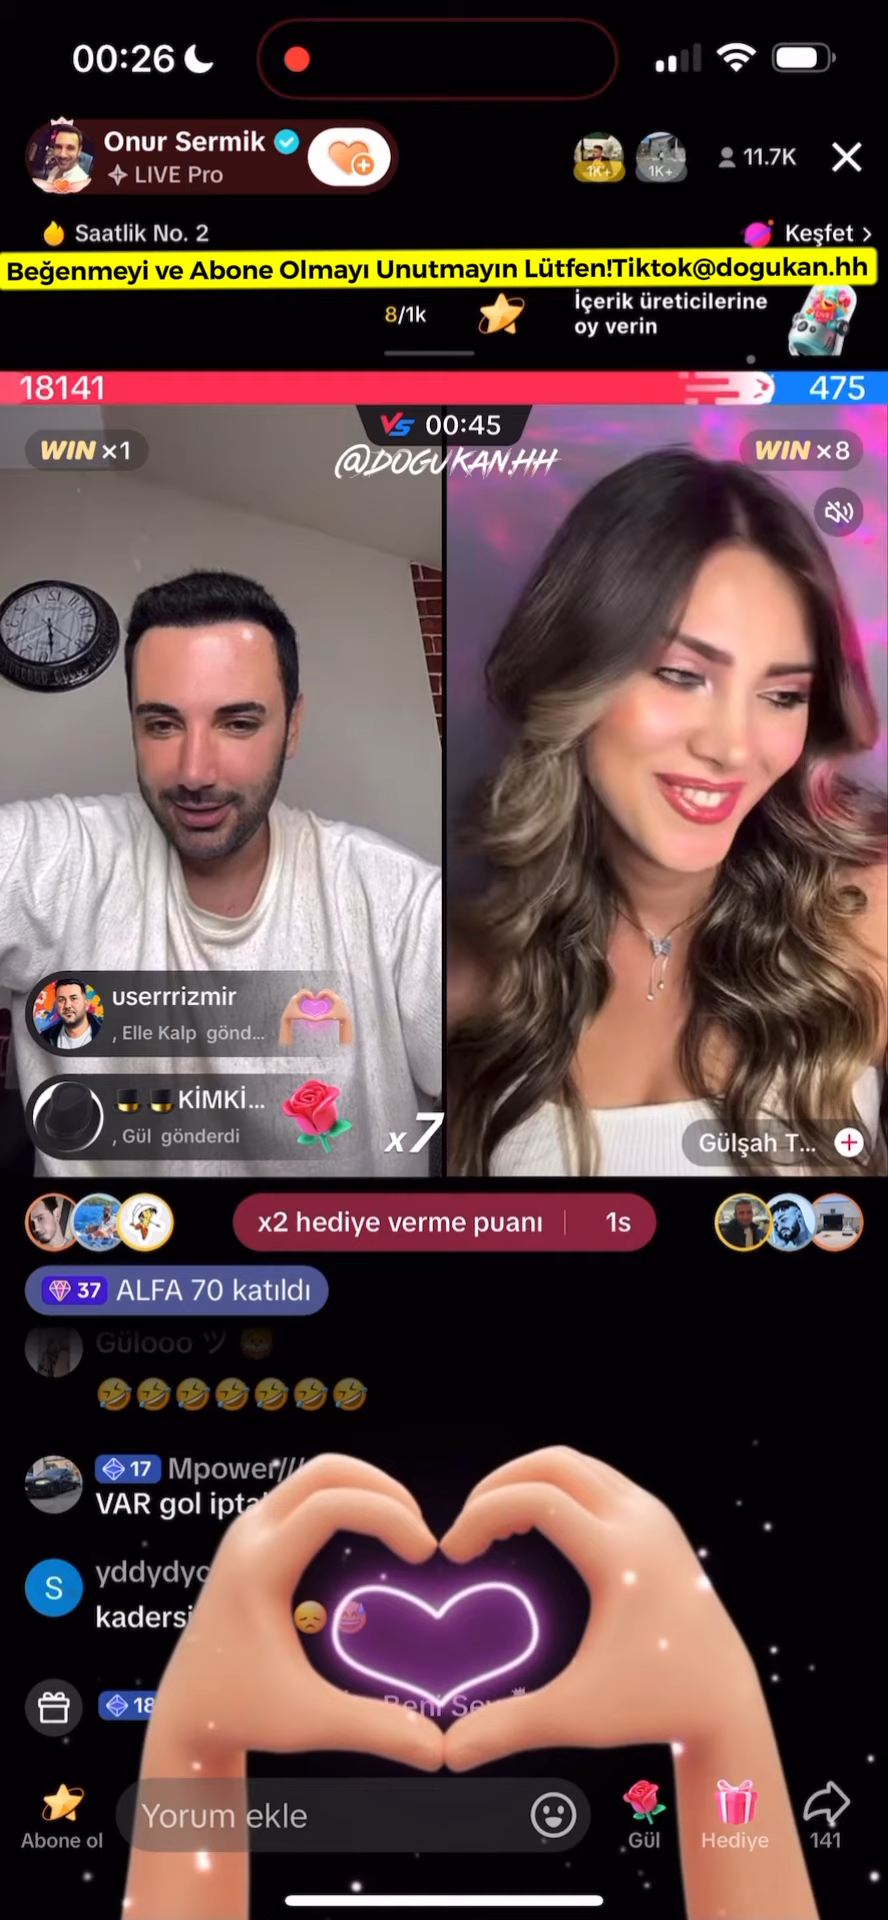 00:26
Onur Sermik
LIVE Pro
1K+
1K+
11.7K
Saatlik No. 2
Keşfet >
Beğenmeyi ve Abone Olmayı Unutmayın Lütfen!Tiktok@dogukan.hh
8/1k
İçerik üreticilerine
oy verin
18141
475
VS 00:45
WIN x1
@DOGUKAN.HH
WIN x8
userrrizmir
, Elle Kalp gönd...
KİMKİ...
, Gül gönderdi
x7
Gülşah T...
x2 hediye verme puanı
1s
37 ALFA 70 katıldı
Gülooo ツ
17 Mpower///
VAR gol
S
18
Beni
Yorum ekle
Abone ol
Gül
Hediye
141